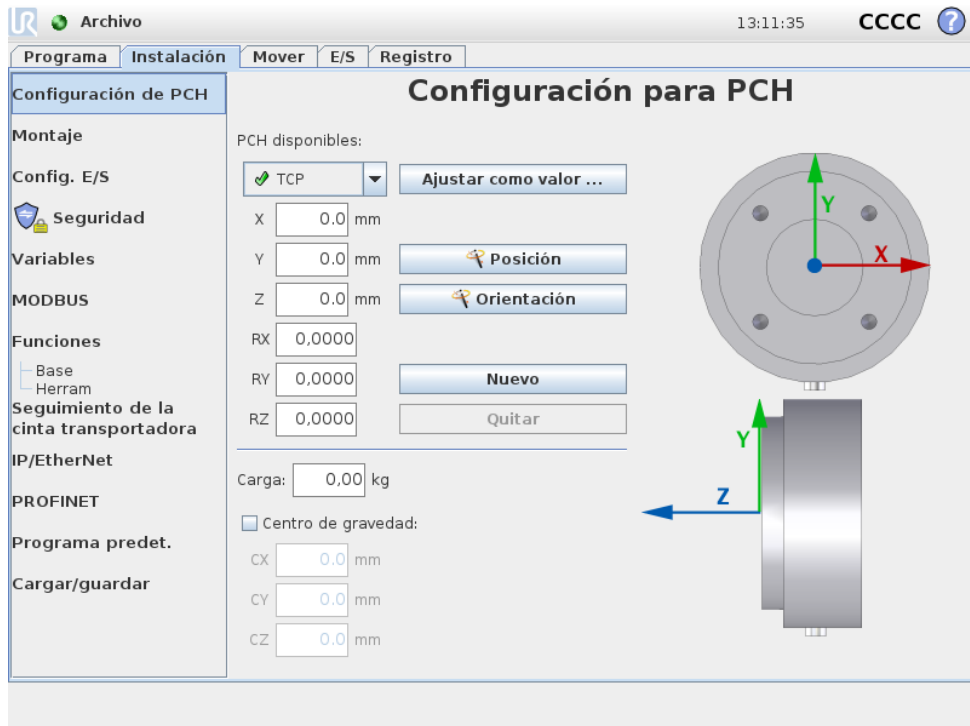 UR Archivo 13:11:35 CCCC ?
Programa Instalación Mover E/S Registro
Configuración de PCH
Montaje
Config. E/S
Seguridad
Variables
MODBUS
Funciones
Base
Herram
Seguimiento de la
cinta transportadora
IP/EtherNet
PROFINET
Programa predet.
Cargar/guardar
Configuración para PCH
PCH disponibles:
TCP Ajustar como valor ...
X 0.0 mm
Y 0.0 mm Posición
Z 0.0 mm Orientación
RX 0,0000
RY 0,0000 Nuevo
RZ 0,0000 Quitar
Carga: 0,00 kg
Centro de gravedad:
CX 0.0 mm
CY 0.0 mm
CZ 0.0 mm
Y
X
Y
Z